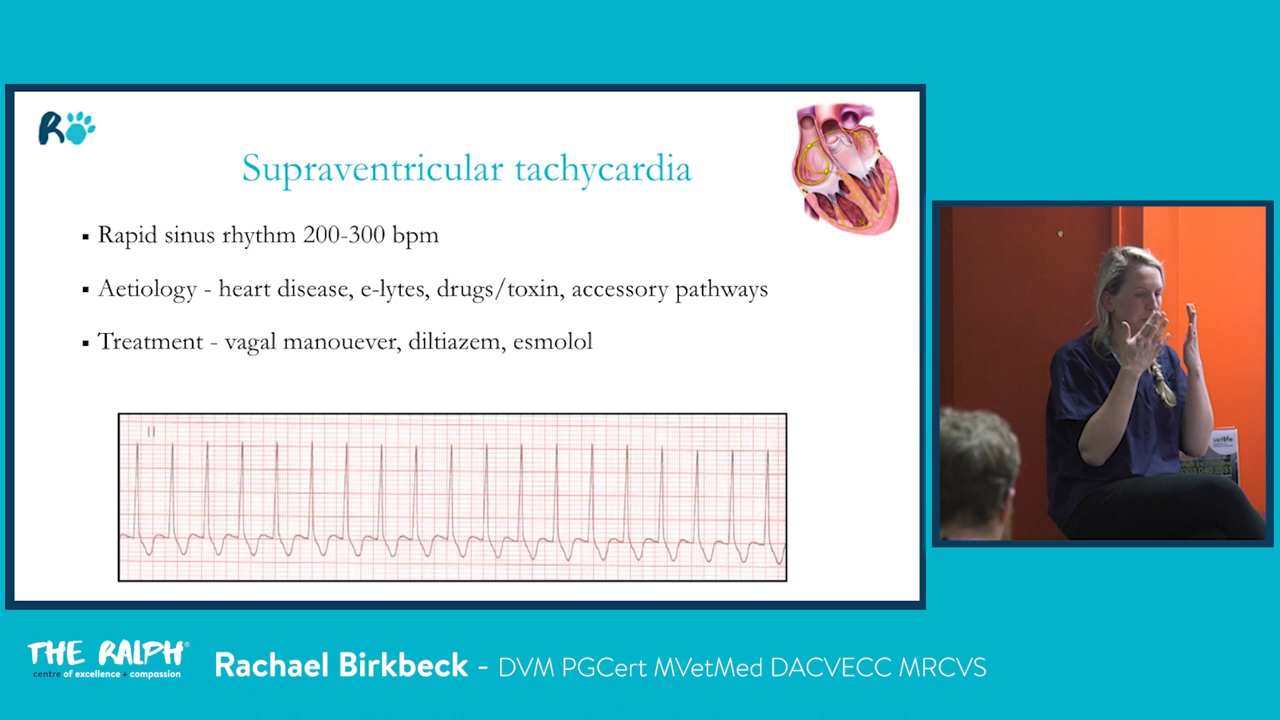 R
Supraventricular tachycardia
▪ Rapid sinus rhythm 200-300 bpm
▪ Aetiology - heart disease, e-lytes, drugs/toxin, accessory pathways
▪ Treatment - vagal manouever, diltiazem, esmolol
II
vetlife
THE RALPH®
centre of excellence + compassion
Rachael Birkbeck - DVM PGCert MVetMed DACVECC MRCVS